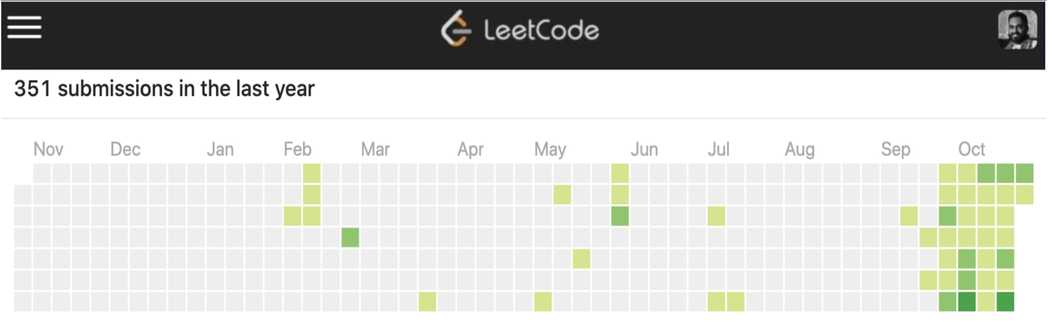 LeetCode
351 submissions in the last year
Nov Dec Jan Feb Mar Apr May Jun Jul Aug Sep Oct